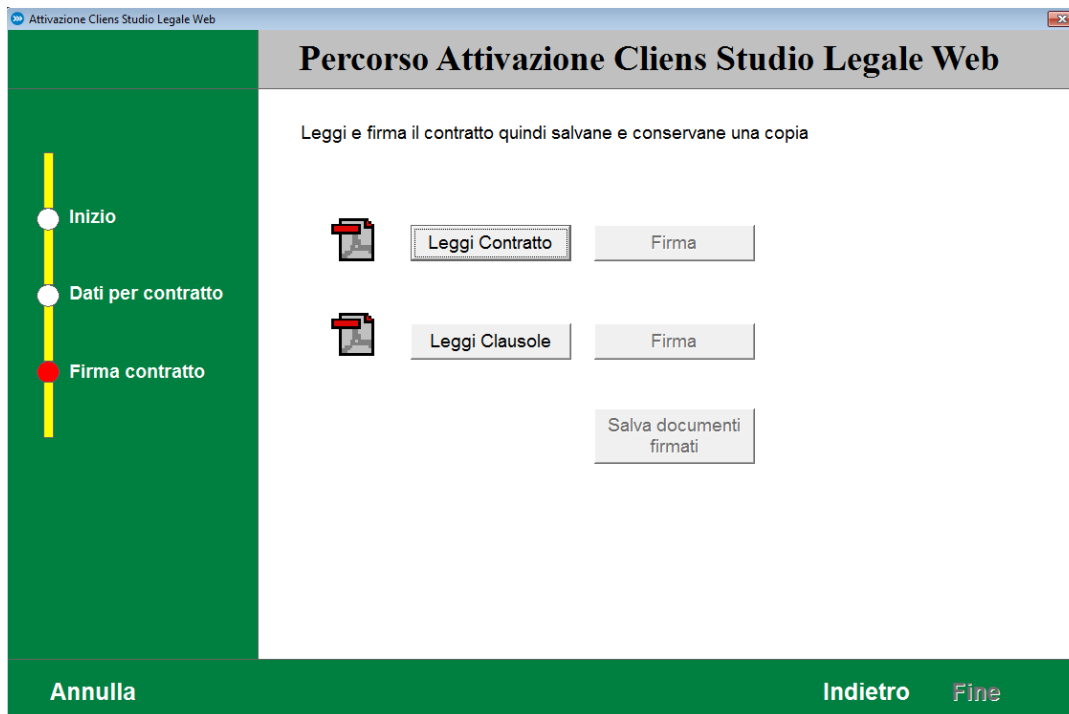 Attivazione Cliens Studio Legale Web
Percorso Attivazione Cliens Studio Legale Web
Leggi e firma il contratto quindi salvane e conservane una copia
Inizio
Dati per contratto
Firma contratto
Leggi Contratto
Firma
Leggi Clausole
Firma
Salva documenti
firmati
Annulla
Indietro
Fine